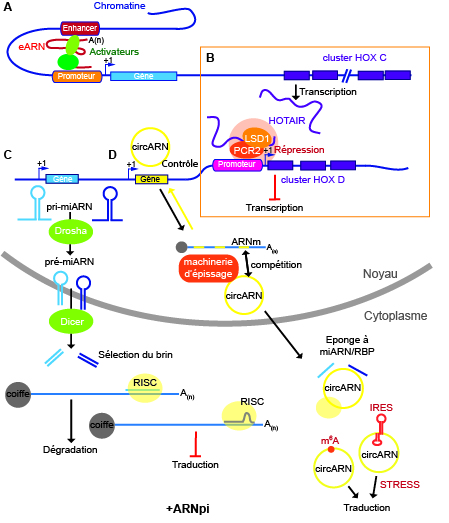 A
Chromatine
Enhancer
eARN
A(n)
Activateurs
+1
Promoteur
Gène
B
cluster HOX C
Transcription
HOTAIR
LSD1
PCR2
+1
Répression
Promoteur
cluster HOX D
Transcription
C
D
circARN
Contrôle
+1
+1
Gène
Gène
pri-miARN
Drosha
pré-miARN
ARNm
A(n)
machinerie
d'épissage
compétition
circARN
Noyau
Cytoplasme
Dicer
Sélection du brin
Eponge à
miARN/RBP
circARN
coiffe
RISC
A(n)
coiffe
RISC
A(n)
Dégradation
Traduction
IRES
m⁶A
circARN
circARN
STRESS
Traduction
+ARNpi